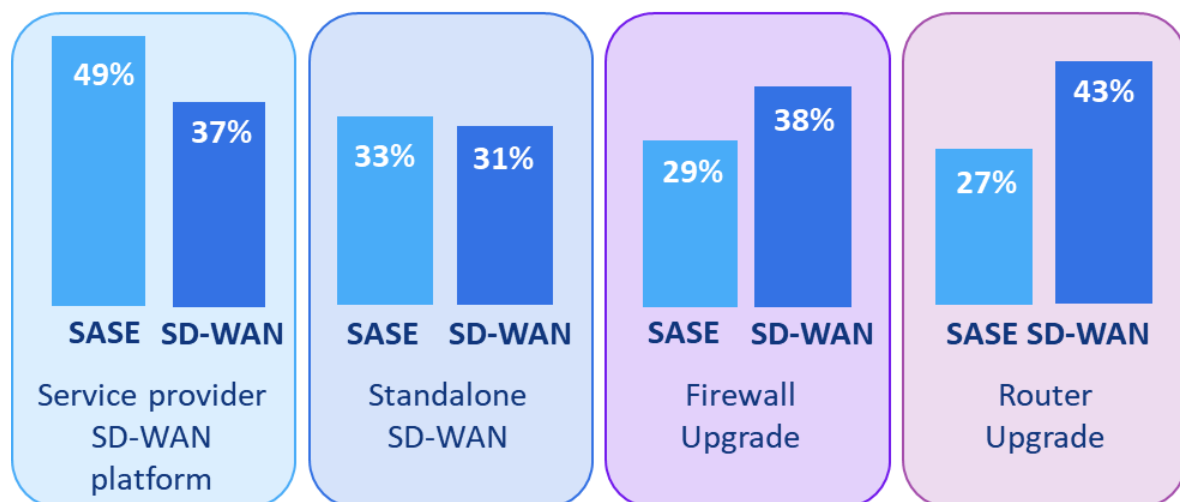 49%
37%
SASE SD-WAN
Service provider
SD-WAN
platform
33%
31%
SASE SD-WAN
Standalone
SD-WAN
29%
38%
SASE SD-WAN
Firewall
Upgrade
27%
43%
SASE SD-WAN
Router
Upgrade